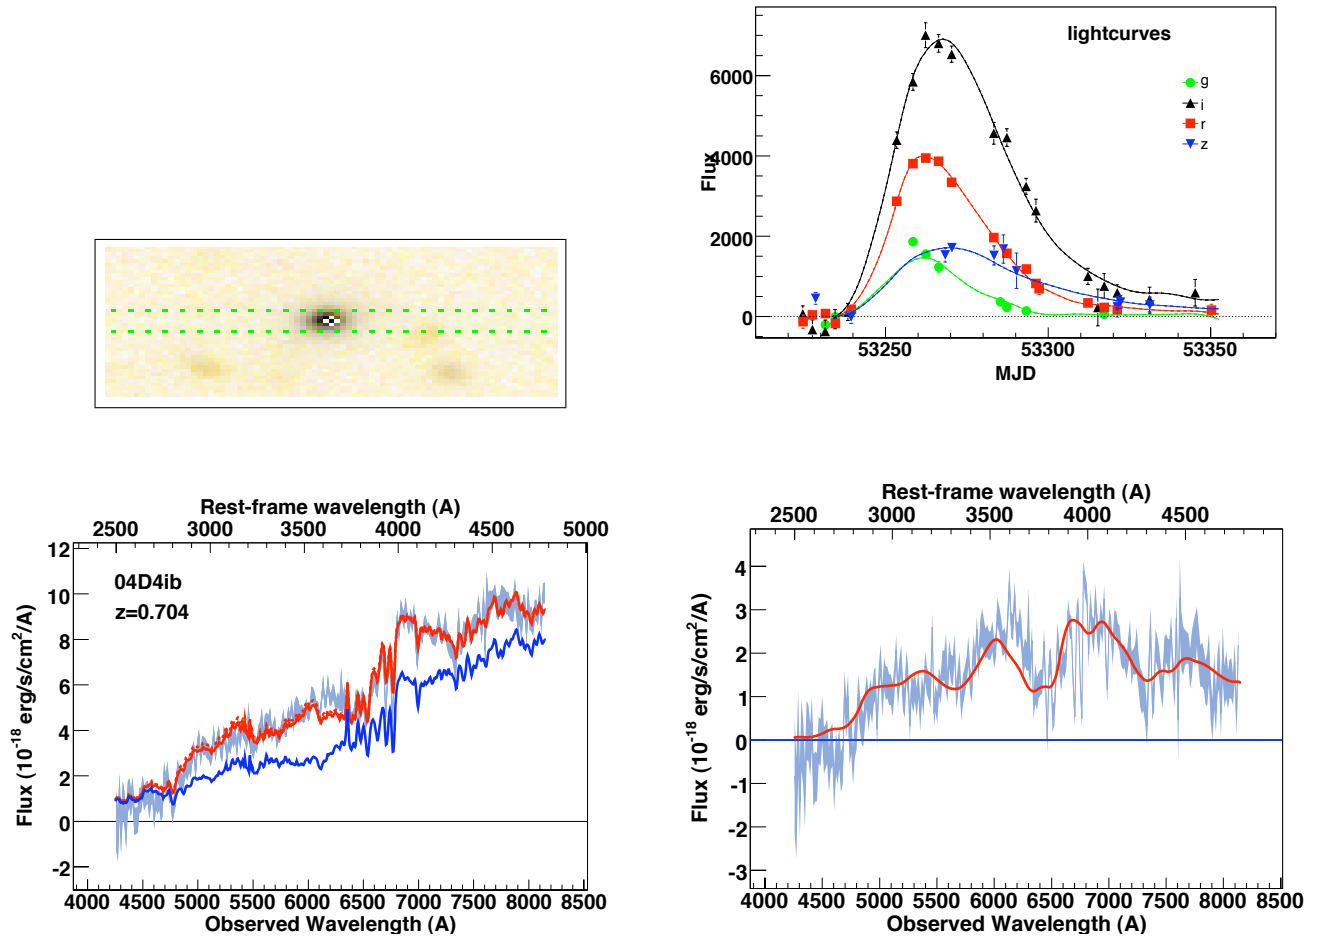 lightcurves
g
i
r
z
Flux
6000
4000
2000
0
53250 53300 53350
MJD
Rest-frame wavelength (A)
2500 3000 3500 4000 4500 5000
04D4ib
z=0.704
Flux (10-18 erg/s/cm2/A)
12
10
8
6
4
2
0
-2
4000 4500 5000 5500 6000 6500 7000 7500 8000 8500
Observed Wavelength (A)
Rest-frame wavelength (A)
2500 3000 3500 4000 4500
Flux (10-18 erg/s/cm2/A)
4
3
2
1
0
-1
-2
-3
4000 4500 5000 5500 6000 6500 7000 7500 8000 8500
Observed Wavelength (A)